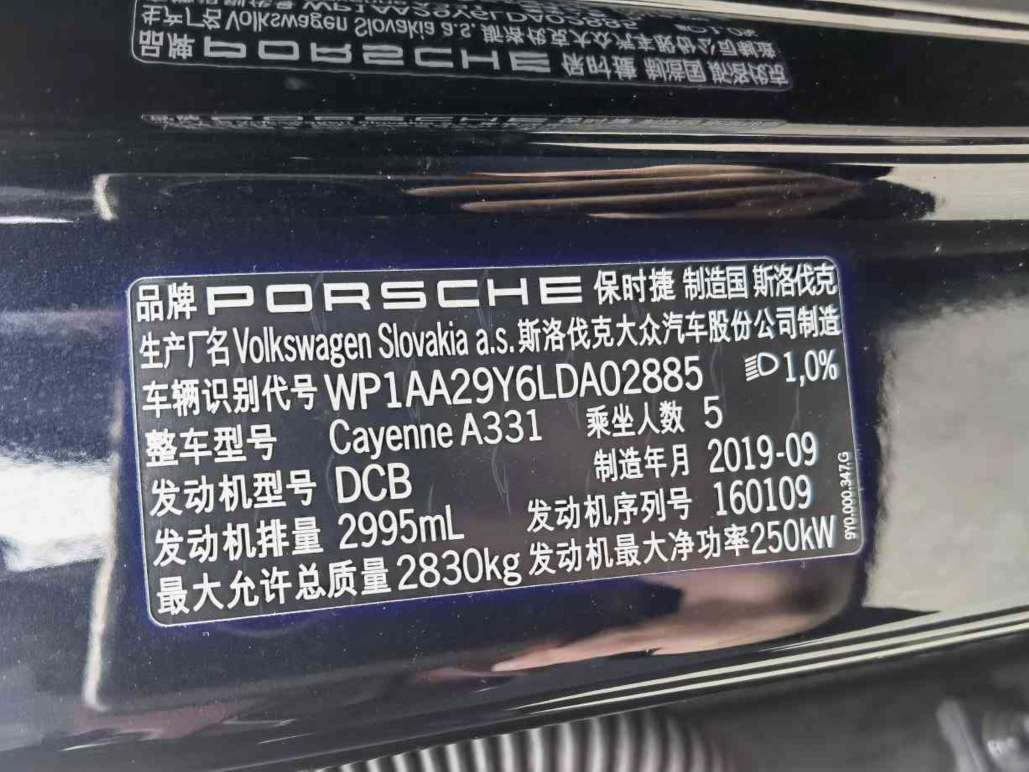 品牌 PORSCHE 保时捷 制造国 斯洛伐克
生产厂名 Volkswagen Slovakia a.s. 斯洛伐克大众汽车股份公司制造
车辆识别代号 WP1AA29Y6LDA02885 1,0%
整车型号 Cayenne A331 乘坐人数 5
发动机型号 DCB 制造年月 2019-09
发动机排量 2995mL 发动机序列号 160109
最大允许总质量 2830kg 发动机最大净功率 250kW
9Y0.000.347.G